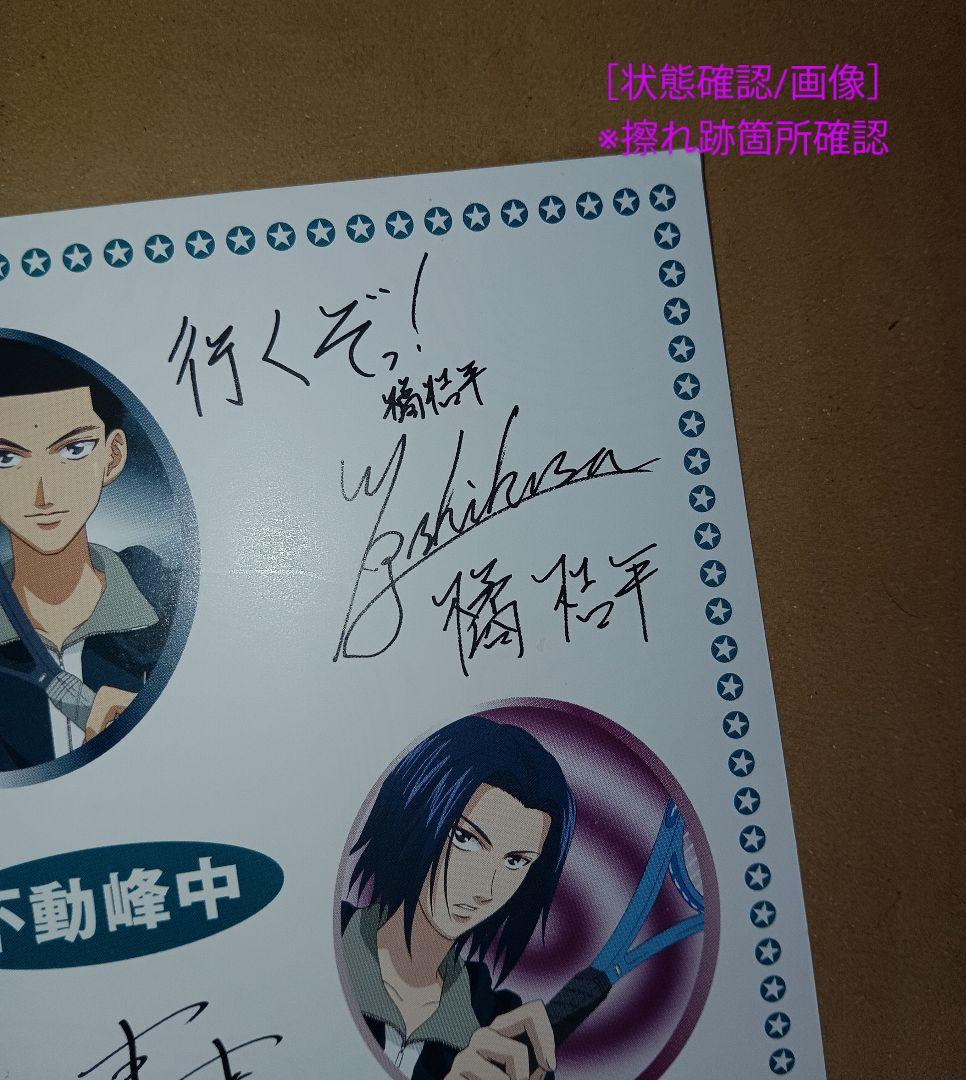 [状態確認/画像]
※擦れ跡箇所確認
行くぞっ!
橘桔平
橘桔平
不動峰中